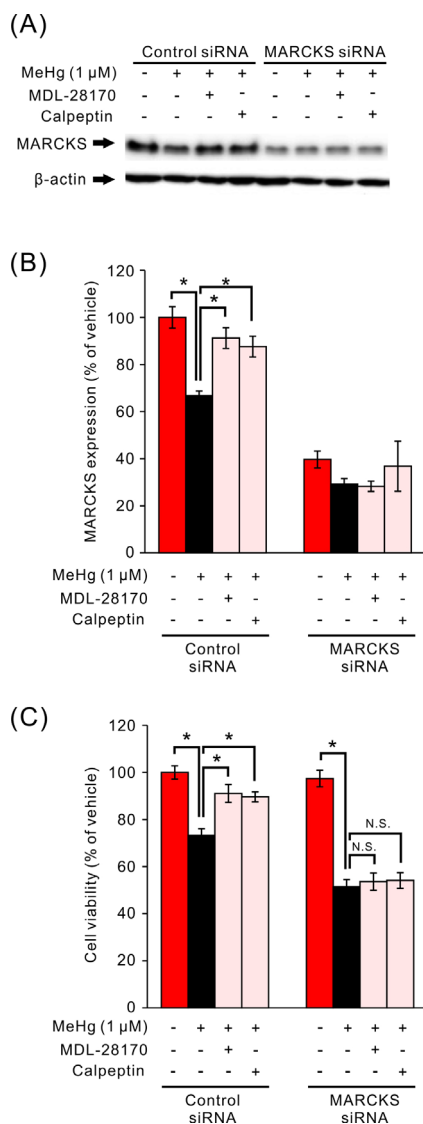 (A)
Control siRNA MARCKS siRNA
MeHg (1 μM) - + + + - + + +
MDL-28170 - - + - - - + -
Calpeptin - - - + - - - +
MARCKS
β-actin
(B)
MARCKS expression (% of vehicle)
120
100
80
60
40
20
0
* * *
MeHg (1 μM) - + + + - + + +
MDL-28170 - - + - - - + -
Calpeptin - - - + - - - +
Control siRNA
MARCKS siRNA
(C)
Cell viability (% of vehicle)
120
100
80
60
40
20
0
* * *
* N.S. N.S.
MeHg (1 μM) - + + + - + + +
MDL-28170 - - + - - - + -
Calpeptin - - - + - - - +
Control siRNA
MARCKS siRNA